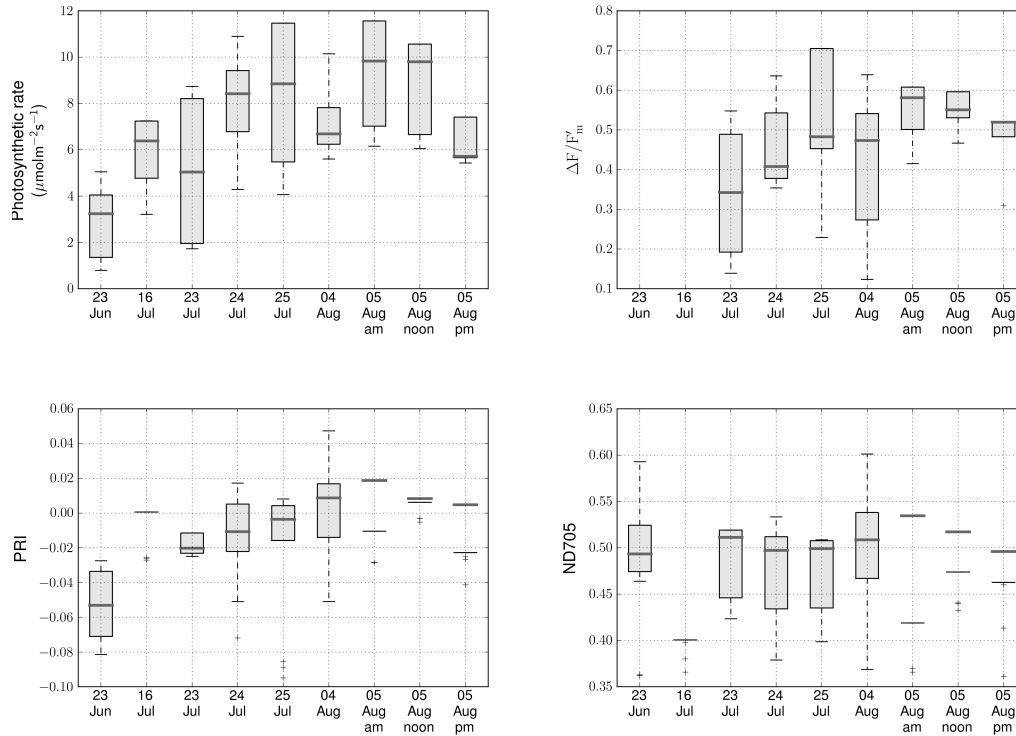 Photosynthetic rate
(μmolm⁻²s⁻¹)
12
10
8
6
4
2
0
23 16 23 24 25 04 05 05 05
Jun Jul Jul Jul Jul Aug Aug Aug Aug
am noon pm
ΔF/F′m
0.8
0.7
0.6
0.5
0.4
0.3
0.2
0.1
23 16 23 24 25 04 05 05 05
Jun Jul Jul Jul Jul Aug Aug Aug Aug
am noon pm
PRI
0.06
0.04
0.02
0.00
−0.02
−0.04
−0.06
−0.08
−0.10
23 16 23 24 25 04 05 05 05
Jun Jul Jul Jul Jul Aug Aug Aug Aug
am noon pm
ND705
0.65
0.60
0.55
0.50
0.45
0.40
0.35
23 16 23 24 25 04 05 05 05
Jun Jul Jul Jul Jul Aug Aug Aug Aug
am noon pm